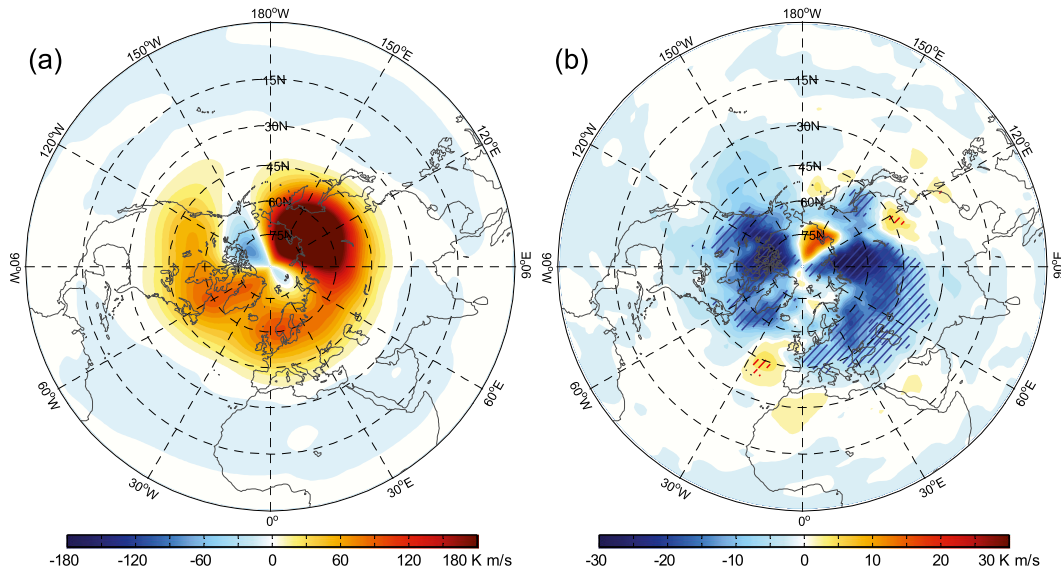 (a)
180°W
150°W
150°E
120°W
120°E
90°W
90°E
60°W
60°E
30°W
30°E
0°
15N
30N
45N
60N
75N
-180
-120
-60
0
60
120
180 K m/s
(b)
180°W
150°W
150°E
120°W
120°E
90°W
90°E
60°W
60°E
30°W
30°E
0°
15N
30N
45N
60N
75N
-30
-20
-10
0
10
20
30 K m/s